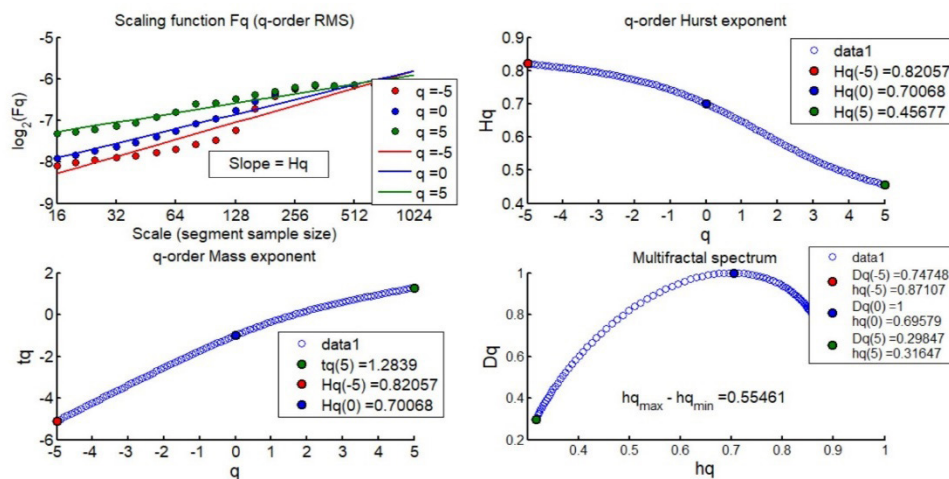 Scaling function Fq (q-order RMS)
-5
-6
-7
-8
-9
log₂(Fq)
q = -5
q = 0
q = 5
q = -5
q = 0
q = 5
Slope = Hq
16 32 64 128 256 512 1024
Scale (segment sample size)
q-order Hurst exponent
0.9
0.8
0.7
0.6
0.5
0.4
Hq
data1
Hq(-5) =0.82057
Hq(0) =0.70068
Hq(5) =0.45677
-5 -4 -3 -2 -1 0 1 2 3 4 5
q
q-order Mass exponent
2
0
-2
-4
-6
tq
data1
tq(5) =1.2839
Hq(-5) =0.82057
Hq(0) =0.70068
-5 -4 -3 -2 -1 0 1 2 3 4 5
q
Multifractal spectrum
1
0.8
0.6
0.4
0.2
Dq
data1
Dq(-5) =0.74748
hq(-5) =0.87107
Dq(0) =1
hq(0) =0.69579
Dq(5) =0.29847
hq(5) =0.31647
hqmax - hqmin =0.55461
0.4 0.5 0.6 0.7 0.8 0.9 1
hq